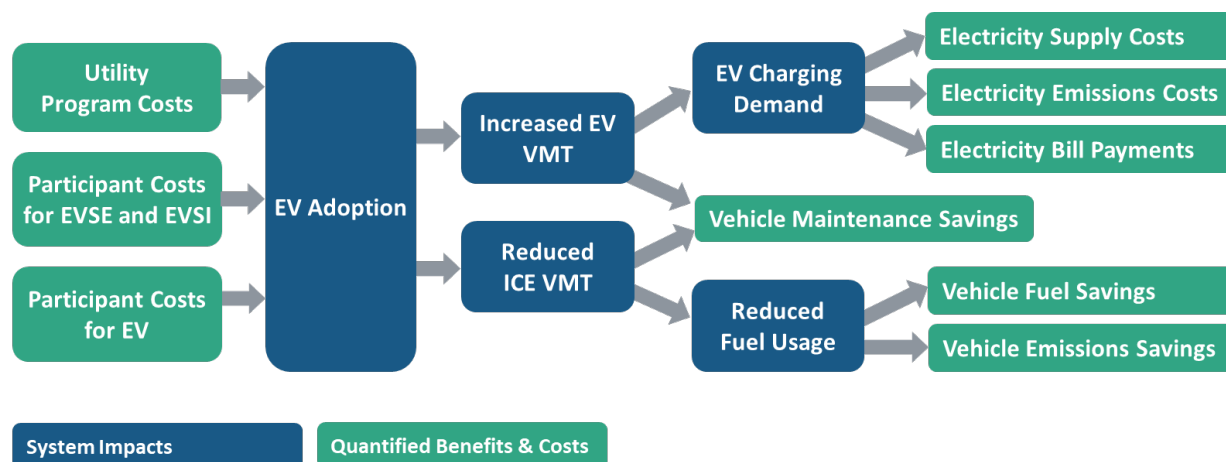 Utility
Program Costs
Participant Costs
for EVSE and EVSI
Participant Costs
for EV
EV Adoption
Increased EV
VMT
Reduced
ICE VMT
EV Charging
Demand
Vehicle Maintenance Savings
Reduced
Fuel Usage
Electricity Supply Costs
Electricity Emissions Costs
Electricity Bill Payments
Vehicle Fuel Savings
Vehicle Emissions Savings
System Impacts
Quantified Benefits & Costs